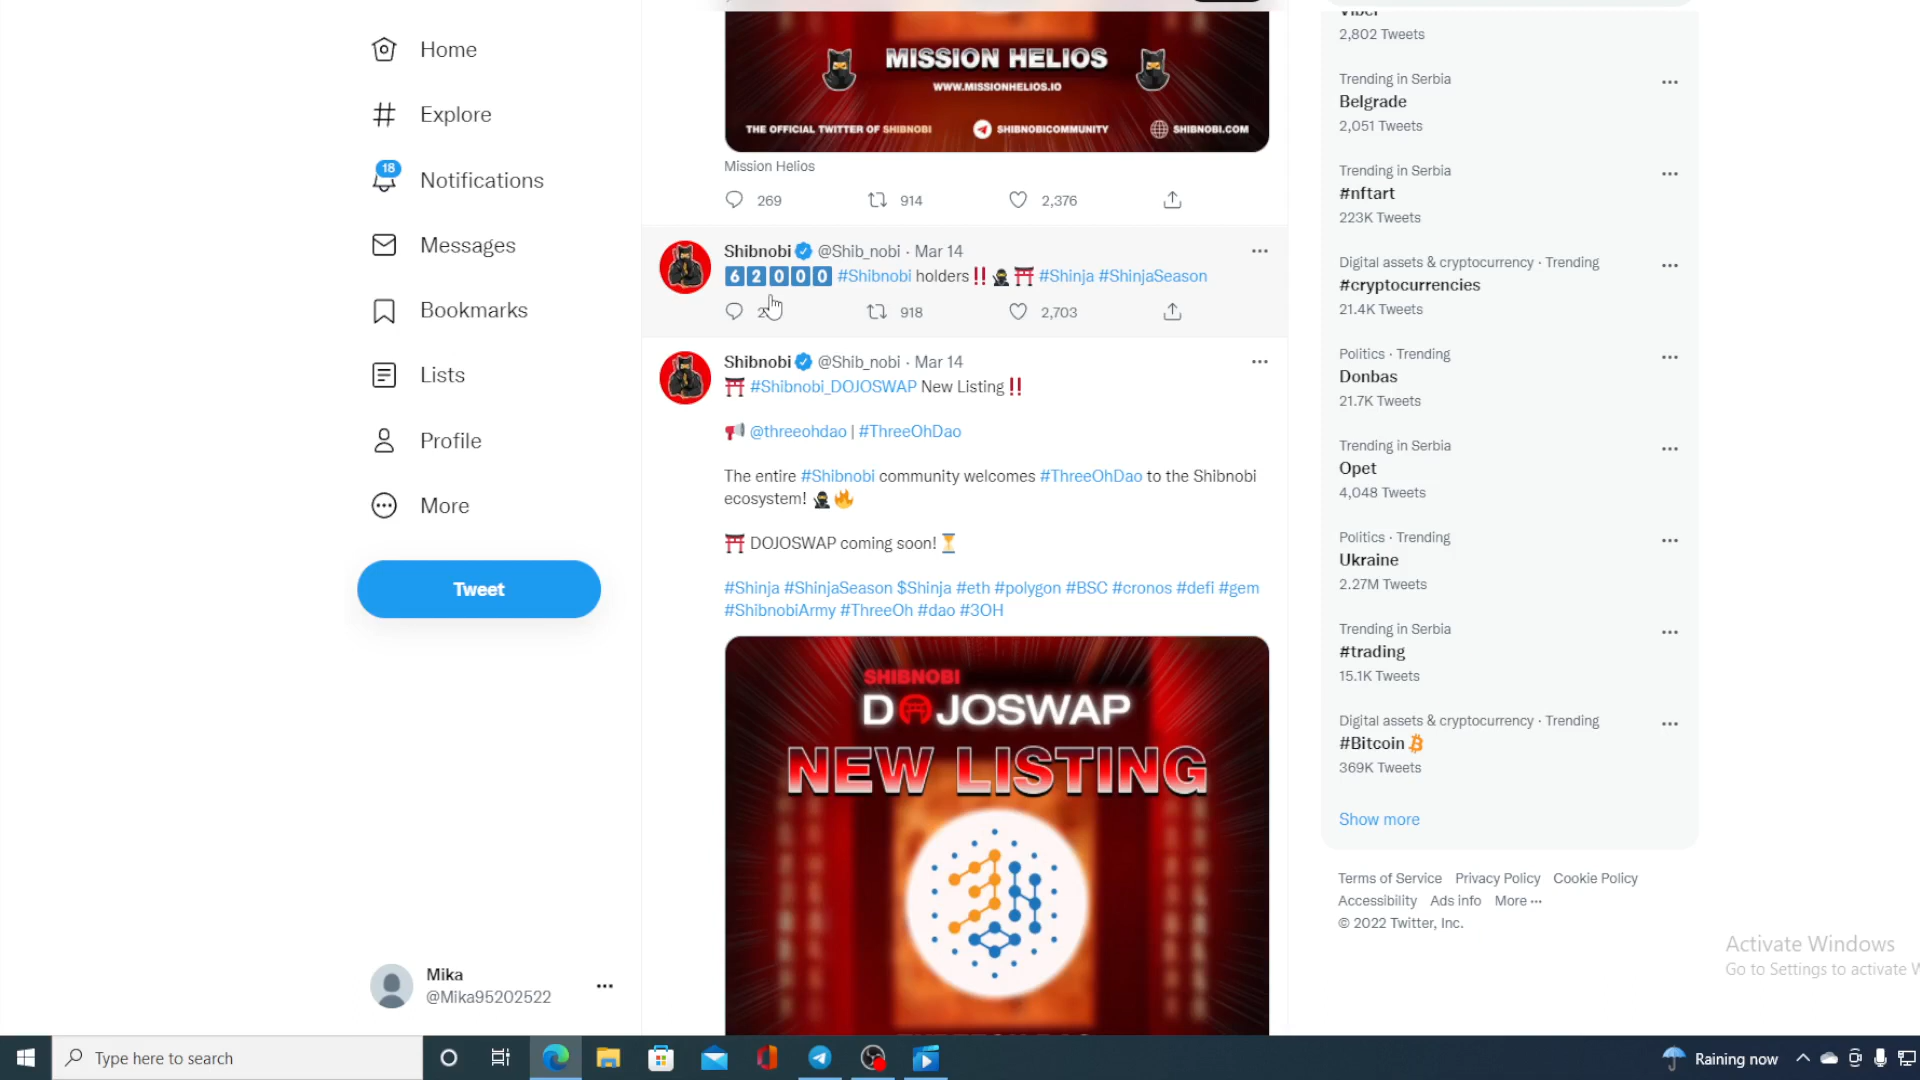 Home
Explore
18
Notifications
Messages
Bookmarks
Lists
Profile
More
Tweet
Mika
@Mika95202522
MISSION HELIOS
WWW.MISSIONHELIOS.IO
THE OFFICIAL TWITTER OF SHIBNOBI
SHIBNOBICOMMUNITY
SHIBNOBI.COM
Mission Helios
269
914
2,376
Shibnobi @Shib_nobi · Mar 14
62000 #Shibnobi holders‼️🥷⛩️ #Shinja #ShinjaSeason
918
2,703
Shibnobi @Shib_nobi · Mar 14
⛩️ #Shibnobi_DOJOSWAP New Listing‼️
📢 @threeohdao | #ThreeOhDao
The entire #Shibnobi community welcomes #ThreeOhDao to the Shibnobi
ecosystem! 🥷🔥
⛩️ DOJOSWAP coming soon! ⏳
#Shinja #ShinjaSeason $Shinja #eth #polygon #BSC #cronos #defi #gem
#ShibnobiArmy #ThreeOh #dao #3OH
SHIBNOBI
DOJOSWAP
NEW LISTING
Viber
2,802 Tweets
Trending in Serbia
Belgrade
2,051 Tweets
Trending in Serbia
#nftart
223K Tweets
Digital assets & cryptocurrency · Trending
#cryptocurrencies
21.4K Tweets
Politics · Trending
Donbas
21.7K Tweets
Trending in Serbia
Opet
4,048 Tweets
Politics · Trending
Ukraine
2.27M Tweets
Trending in Serbia
#trading
15.1K Tweets
Digital assets & cryptocurrency · Trending
#Bitcoin
369K Tweets
Show more
Terms of Service Privacy Policy Cookie Policy
Accessibility Ads info More ···
© 2022 Twitter, Inc.
Activate Windows
Go to Settings to activate
Type here to search
Raining now